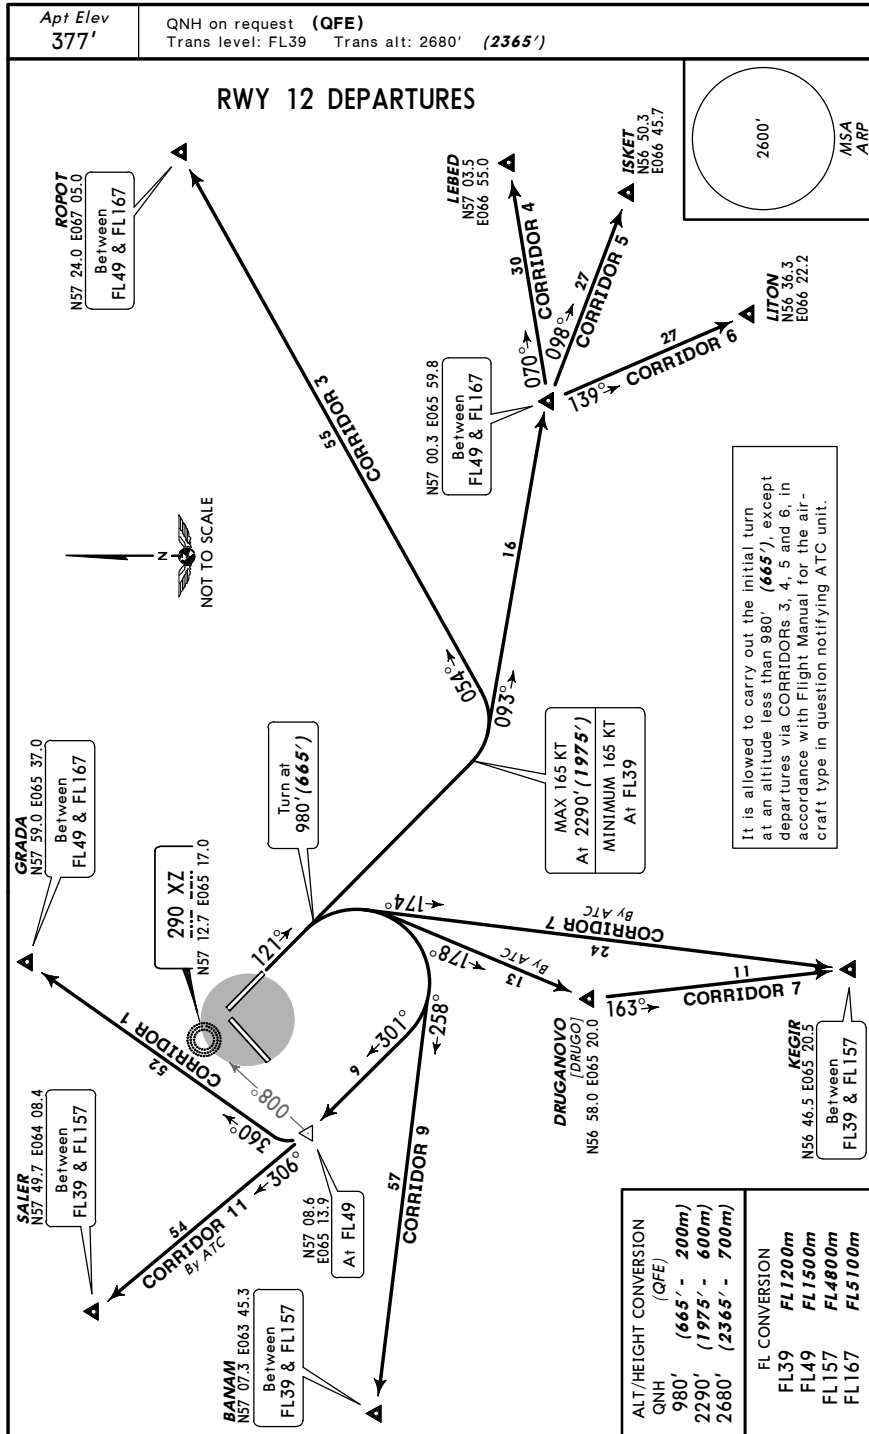 Apt Elev
377'
QNH on request (QFE)
Trans level: FL39 Trans alt: 2680' (2365')
RWY 12 DEPARTURES
2600'
MSA
ARP
ROPOT
N57 24.0 E067 05.0
Between
FL49 & FL167
LEBED
N57 03.5
E066 55.0
ISKET
N56 50.3
E066 45.7
LITON
N56 36.3
E066 22.2
30
CORRIDOR 4
070°
098°
27
CORRIDOR 5
139°
27
CORRIDOR 6
N57 00.3 E065 59.8
Between
FL49 & FL167
55
CORRIDOR 3
N
NOT TO SCALE
16
054°
093°
MAX 165 KT
At 2290' (1975')
MINIMUM 165 KT
At FL39
It is allowed to carry out the initial turn
at an altitude less than 980' (665'), except
departures via CORRIDORs 3, 4, 5 and 6, in
accordance with Flight Manual for the air-
craft type in question notifying ATC unit.
GRADA
N57 59.0 E065 37.0
Between
FL49 & FL167
290 XZ
N57 12.7 E065 17.0
Turn at
980' (665')
121°
52
CORRIDOR 1
008°
360°
SALER
N57 49.7 E064 08.4
Between
FL39 & FL157
54
CORRIDOR 11
By ATC
306°
N57 08.6
E065 13.9
At FL49
9
301°
258°
57
CORRIDOR 9
BANAM
N57 07.3 E063 45.3
Between
FL39 & FL157
174°
By ATC
CORRIDOR 7
24
178°
By ATC
13
DRUGANOVO
[DRUGO]
N56 58.0 E065 20.0
163°
11
CORRIDOR 7
KEGIR
N56 46.5 E065 20.5
Between
FL39 & FL157
ALT/HEIGHT CONVERSION
QNH (QFE)
980' (665' - 200m)
2290' (1975' - 600m)
2680' (2365' - 700m)
FL CONVERSION
FL39 FL1200m
FL49 FL1500m
FL157 FL4800m
FL167 FL5100m